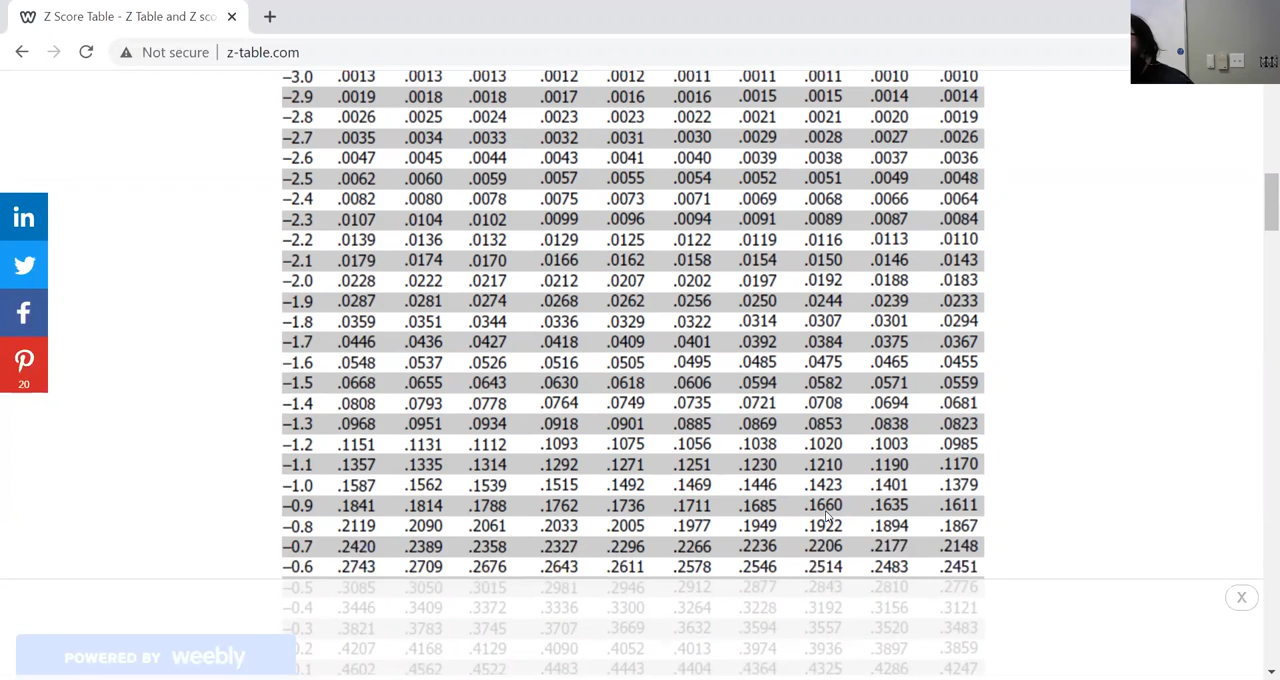 Z Score Table - Z Table and Z sco
Not secure z-table.com
–3.0 .0013 .0013 .0013 .0012 .0012 .0011 .0011 .0011 .0010 .0010
–2.9 .0019 .0018 .0018 .0017 .0016 .0016 .0015 .0015 .0014 .0014
–2.8 .0026 .0025 .0024 .0023 .0023 .0022 .0021 .0021 .0020 .0019
–2.7 .0035 .0034 .0033 .0032 .0031 .0030 .0029 .0028 .0027 .0026
–2.6 .0047 .0045 .0044 .0043 .0041 .0040 .0039 .0038 .0037 .0036
–2.5 .0062 .0060 .0059 .0057 .0055 .0054 .0052 .0051 .0049 .0048
–2.4 .0082 .0080 .0078 .0075 .0073 .0071 .0069 .0068 .0066 .0064
–2.3 .0107 .0104 .0102 .0099 .0096 .0094 .0091 .0089 .0087 .0084
–2.2 .0139 .0136 .0132 .0129 .0125 .0122 .0119 .0116 .0113 .0110
–2.1 .0179 .0174 .0170 .0166 .0162 .0158 .0154 .0150 .0146 .0143
–2.0 .0228 .0222 .0217 .0212 .0207 .0202 .0197 .0192 .0188 .0183
–1.9 .0287 .0281 .0274 .0268 .0262 .0256 .0250 .0244 .0239 .0233
–1.8 .0359 .0351 .0344 .0336 .0329 .0322 .0314 .0307 .0301 .0294
–1.7 .0446 .0436 .0427 .0418 .0409 .0401 .0392 .0384 .0375 .0367
–1.6 .0548 .0537 .0526 .0516 .0505 .0495 .0485 .0475 .0465 .0455
–1.5 .0668 .0655 .0643 .0630 .0618 .0606 .0594 .0582 .0571 .0559
–1.4 .0808 .0793 .0778 .0764 .0749 .0735 .0721 .0708 .0694 .0681
–1.3 .0968 .0951 .0934 .0918 .0901 .0885 .0869 .0853 .0838 .0823
–1.2 .1151 .1131 .1112 .1093 .1075 .1056 .1038 .1020 .1003 .0985
–1.1 .1357 .1335 .1314 .1292 .1271 .1251 .1230 .1210 .1190 .1170
–1.0 .1587 .1562 .1539 .1515 .1492 .1469 .1446 .1423 .1401 .1379
–0.9 .1841 .1814 .1788 .1762 .1736 .1711 .1685 .1660 .1635 .1611
–0.8 .2119 .2090 .2061 .2033 .2005 .1977 .1949 .1922 .1894 .1867
–0.7 .2420 .2389 .2358 .2327 .2296 .2266 .2236 .2206 .2177 .2148
–0.6 .2743 .2709 .2676 .2643 .2611 .2578 .2546 .2514 .2483 .2451
–0.5 .3085 .3050 .3015 .2981 .2946 .2912 .2877 .2843 .2810 .2776
–0.4 .3446 .3409 .3372 .3336 .3300 .3264 .3228 .3192 .3156 .3121
–0.3 .3821 .3783 .3745 .3707 .3669 .3632 .3594 .3557 .3520 .3483
0.2 .4207 .4168 .4129 .4090 .4052 .4013 .3974 .3936 .3897 .3859
0.1 .4602 .4562 .4522 .4483 .4443 .4404 .4364 .4325 .4286 .4247
in
f
20
X
POWERED BY weebly